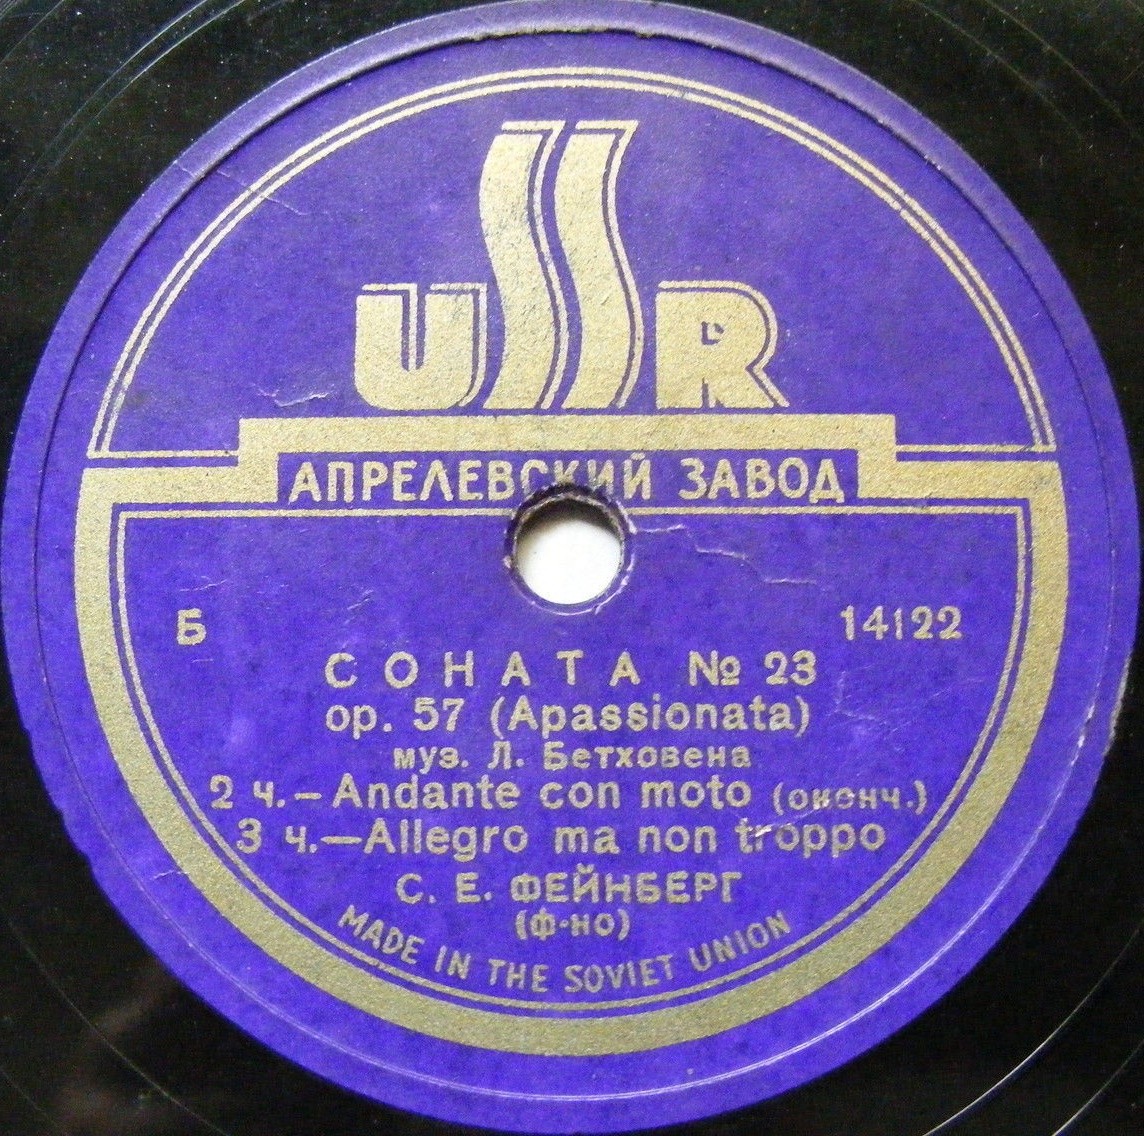 USSR
АПРЕЛЕВСКИЙ ЗАВОД
Б 14122
СОНАТА № 23
op. 57 (Apassionata)
муз. Л. Бетховена
2 ч.—Andante con moto (оконч.)
3 ч.—Allegro ma non troppo
С. Е. ФЕЙНБЕРГ
(ф-но)
MADE IN THE SOVIET UNION